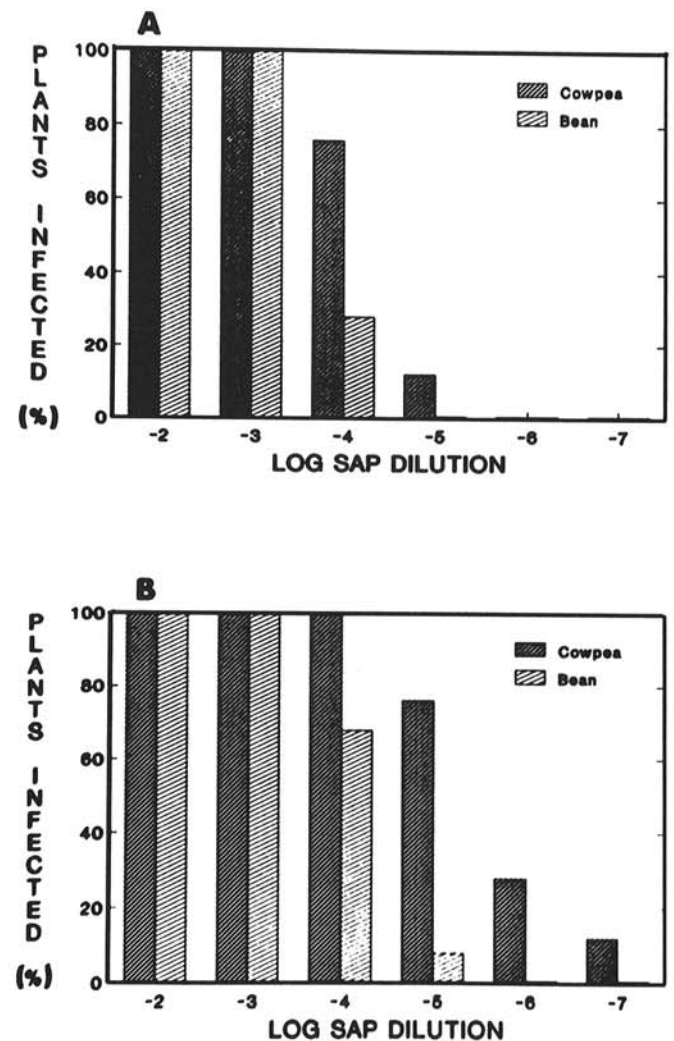 A
PLANTS INFECTED (%)
100
80
60
40
20
0
Cowpea
Bean
-2 -3 -4 -5 -6 -7
LOG SAP DILUTION
B
PLANTS INFECTED (%)
100
80
60
40
20
0
Cowpea
Bean
-2 -3 -4 -5 -6 -7
LOG SAP DILUTION